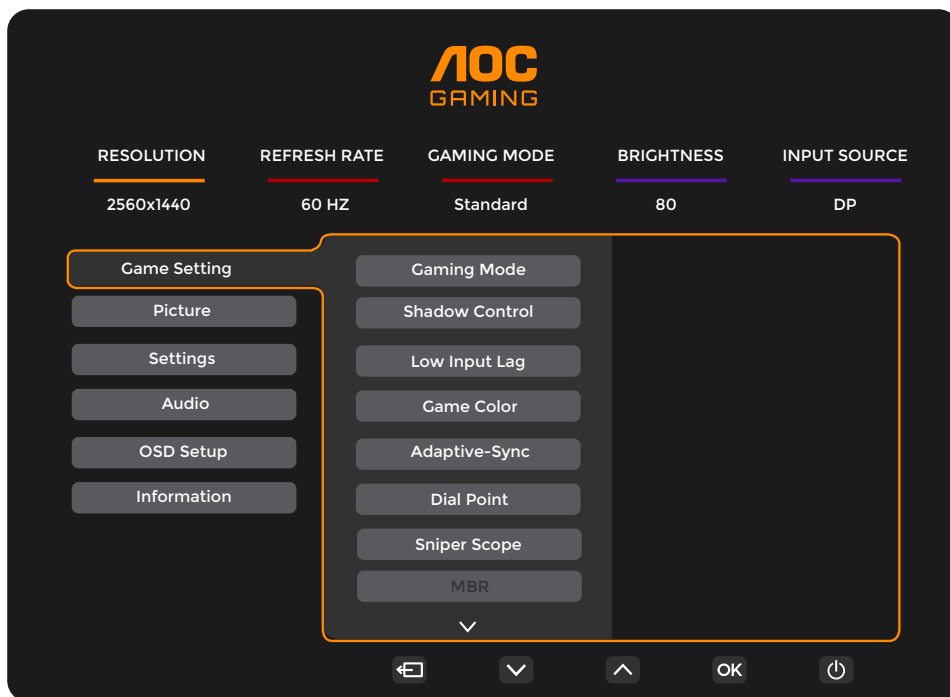 AOC
GAMING
RESOLUTION REFRESH RATE GAMING MODE BRIGHTNESS INPUT SOURCE
2560x1440 60 HZ Standard 80 DP
Game Setting
Picture
Settings
Audio
OSD Setup
Information
Gaming Mode
Shadow Control
Low Input Lag
Game Color
Adaptive-Sync
Dial Point
Sniper Scope
MBR
OK